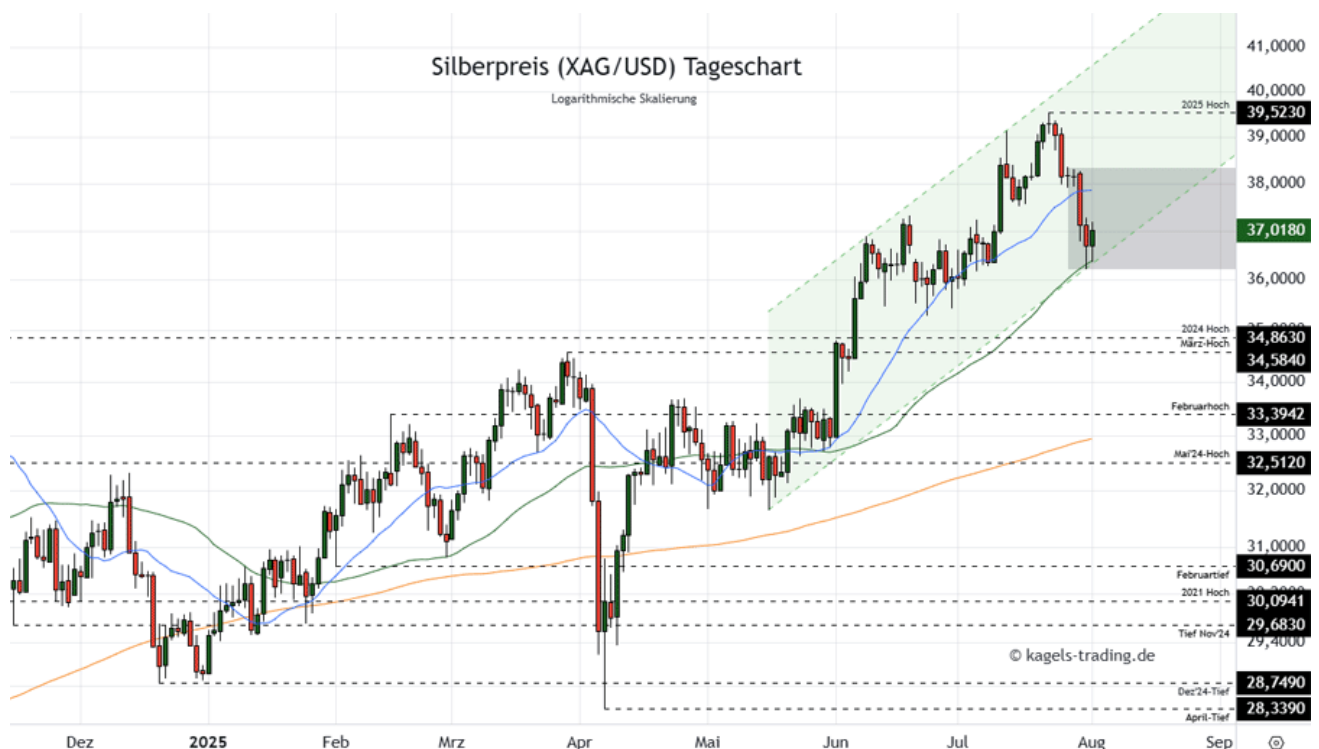 Silberpreis (XAG/USD) Tageschart
Logarithmische Skalierung
41,0000
40,0000
2025 Hoch
39,5230
39,0000
38,0000
37,0180
36,0000
2024 Hoch
34,8630
März-Hoch
34,5840
34,0000
Februarhoch
33,3942
33,0000
Mai'24-Hoch
32,5120
32,0000
31,0000
30,6900
Februartief
2021 Hoch
30,0941
29,6830
Tief Nov'24
29,4000
© kagels-trading.de
28,7490
Dez'24-Tief
28,3390
April-Tief
Dez 2025 Feb Mrz Apr Mai Jun Jul Aug Sep